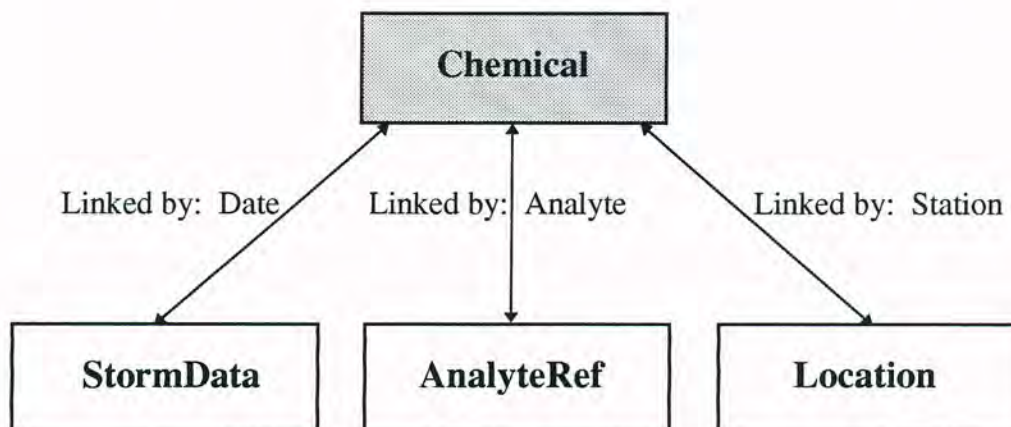 Chemical
Linked by: Date
Linked by: Analyte
Linked by: Station
StormData
AnalyteRef
Location